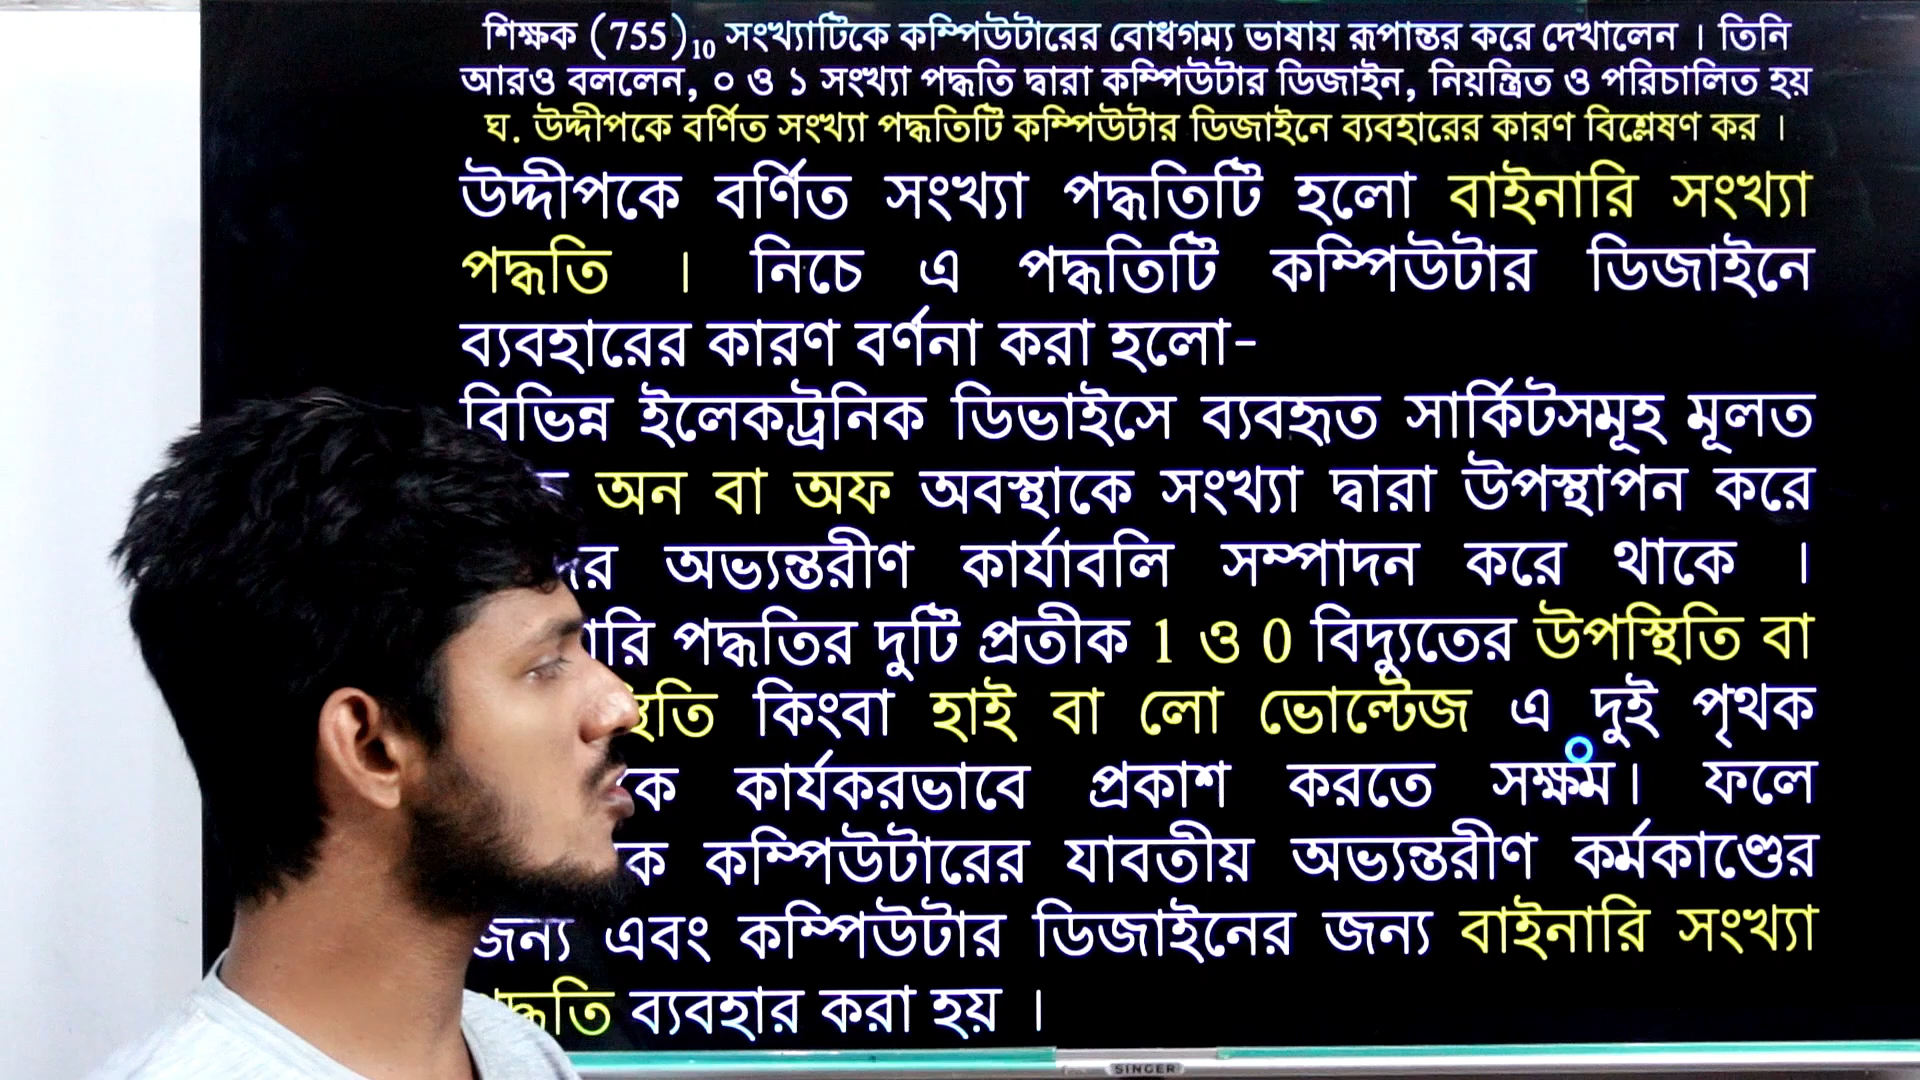 শিক্ষক (755)₁₀ সংখ্যাটিকে কম্পিউটারের বোধগম্য ভাষায় রূপান্তর করে দেখালেন । তিনি
আরও বললেন, ০ ও ১ সংখ্যা পদ্ধতি দ্বারা কম্পিউটার ডিজাইন, নিয়ন্ত্রিত ও পরিচালিত হয়
ঘ. উদ্দীপকে বর্ণিত সংখ্যা পদ্ধতিটি কম্পিউটার ডিজাইনে ব্যবহারের কারণ বিশ্লেষণ কর ।
উদ্দীপকে বর্ণিত সংখ্যা পদ্ধতিটি হলো বাইনারি সংখ্যা
পদ্ধতি । নিচে এ পদ্ধতিটি কম্পিউটার ডিজাইনে
ব্যবহারের কারণ বর্ণনা করা হলো-
বিভিন্ন ইলেকট্রনিক ডিভাইসে ব্যবহৃত সার্কিটসমূহ মূলত
অন বা অফ অবস্থাকে সংখ্যা দ্বারা উপস্থাপন করে
অভ্যন্তরীণ কার্যাবলি সম্পাদন করে থাকে ।
পদ্ধতির দুটি প্রতীক 1 ও 0 বিদ্যুতের উপস্থিতি বা
কিংবা হাই বা লো ভোল্টেজ এ দুই পৃথক
কার্যকরভাবে প্রকাশ করতে সক্ষম। ফলে
কম্পিউটারের যাবতীয় অভ্যন্তরীণ কর্মকাণ্ডের
জন্য এবং কম্পিউটার ডিজাইনের জন্য বাইনারি সংখ্যা
পদ্ধতি ব্যবহার করা হয় ।
SINGER